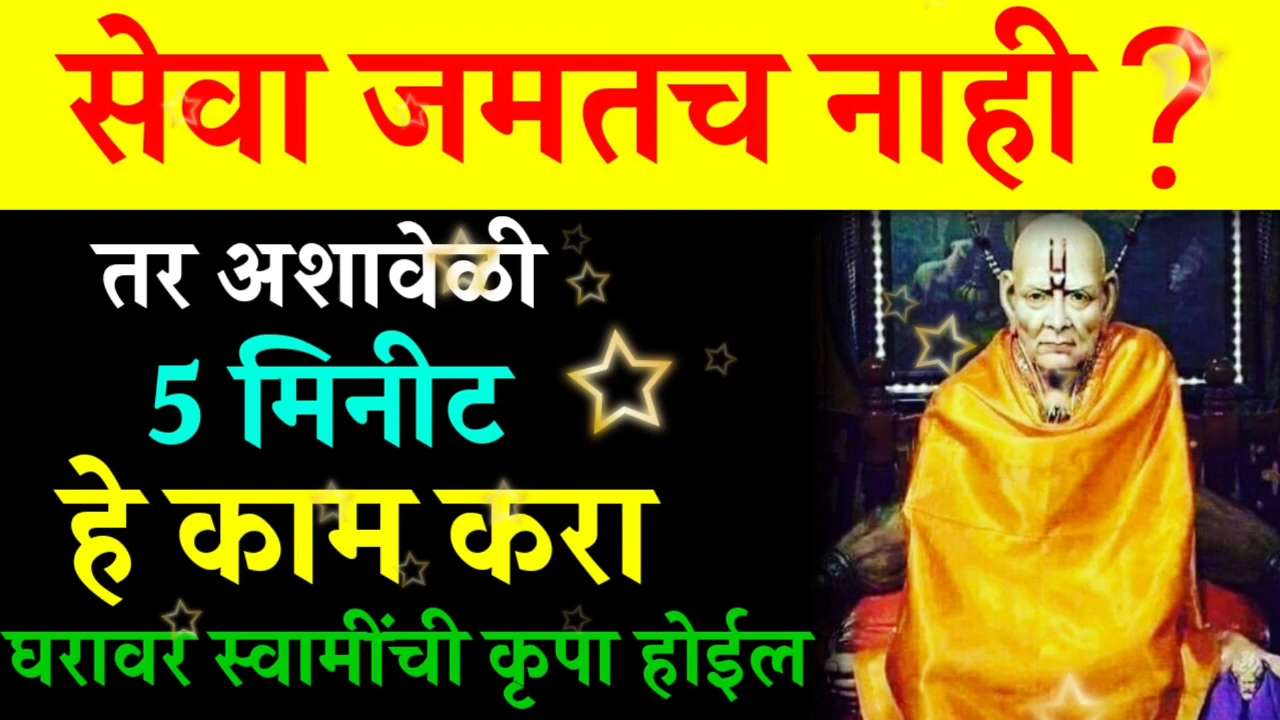 सेवा जमतच नाही ?
तर अशावेळी
5 मिनीट
हे काम करा
घरावर स्वामींची कृपा होईल